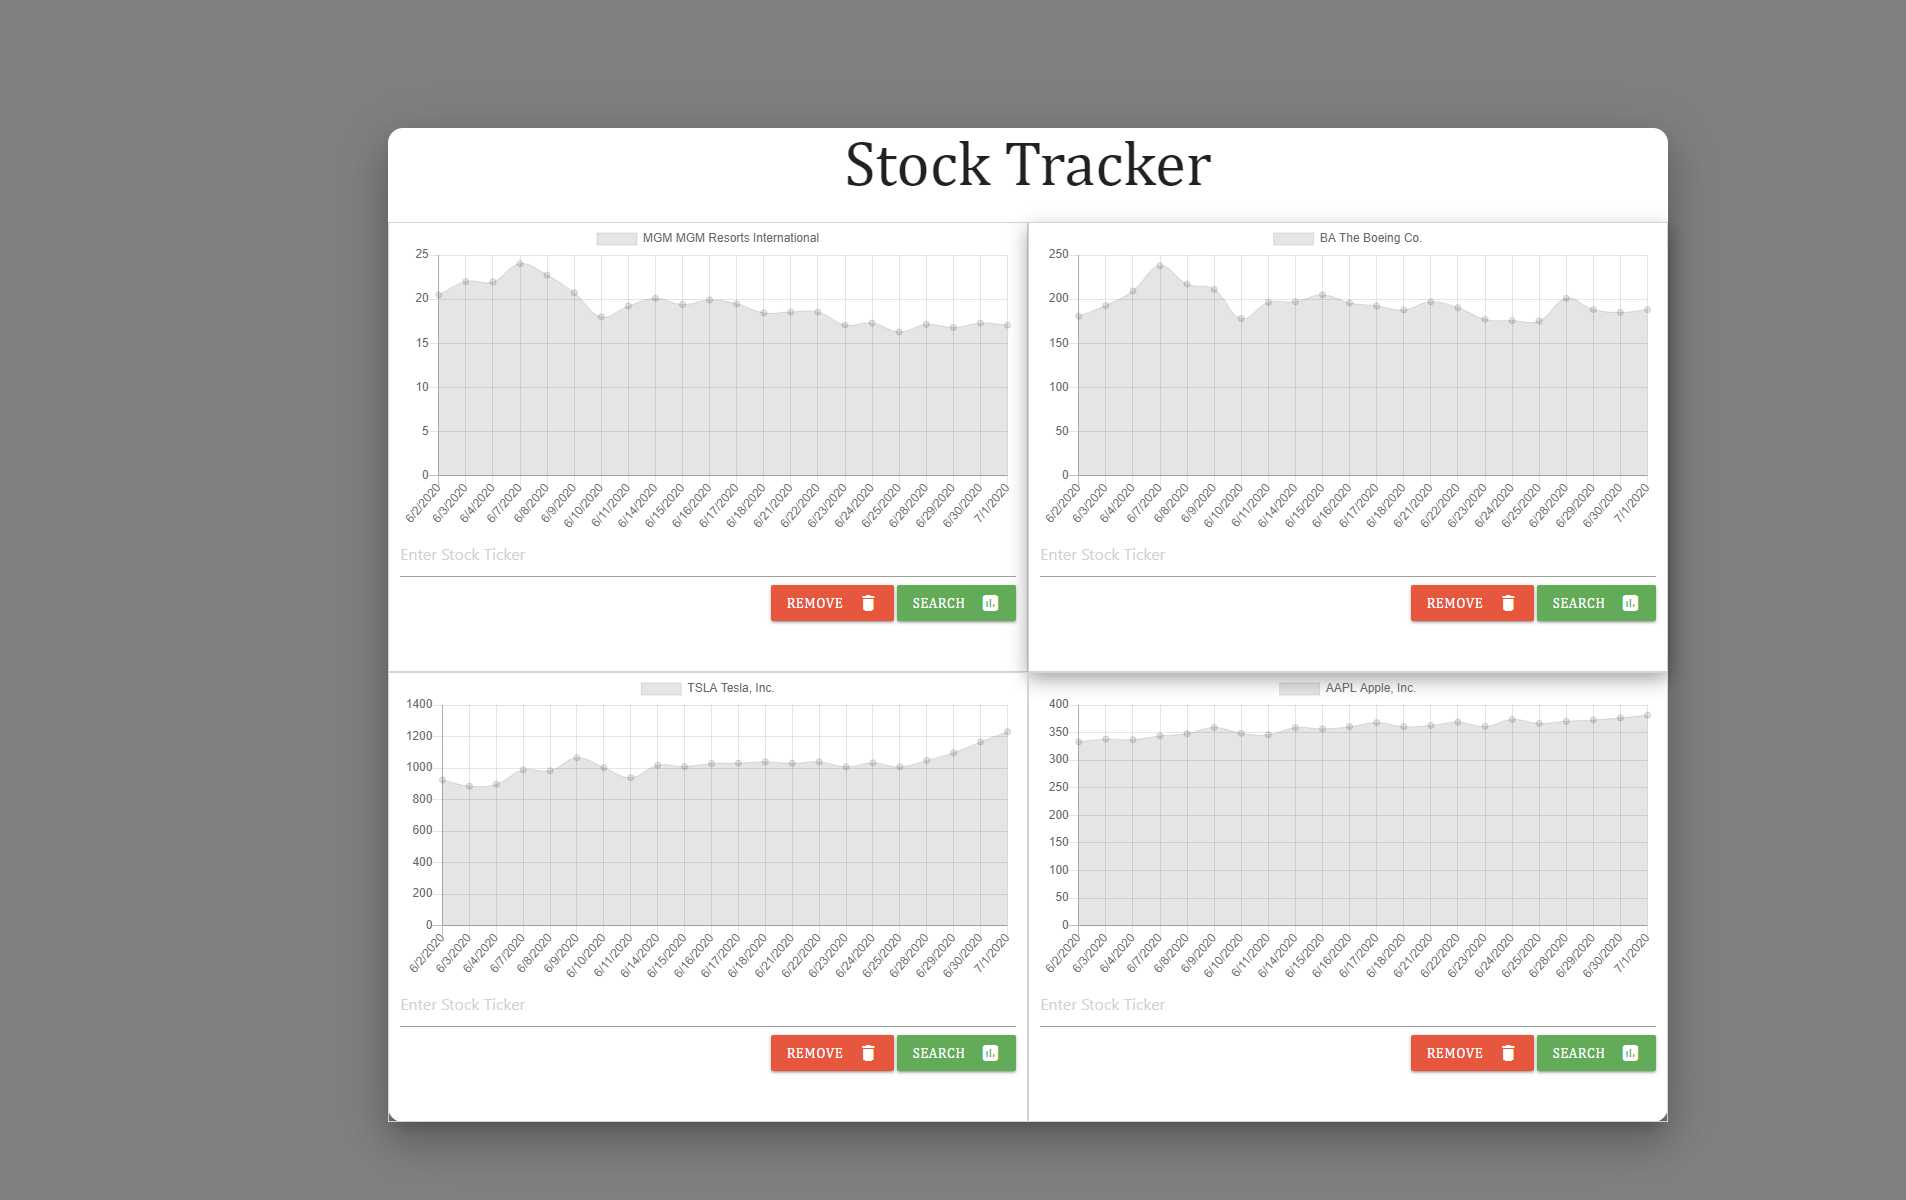 Stock Tracker
MGM MGM Resorts International
25
20
15
10
5
0
6/2/2020 6/3/2020 6/4/2020 6/7/2020 6/8/2020 6/9/2020 6/10/2020 6/11/2020 6/14/2020 6/15/2020 6/16/2020 6/17/2020 6/18/2020 6/21/2020 6/22/2020 6/23/2020 6/24/2020 6/25/2020 6/28/2020 6/29/2020 6/30/2020 7/1/2020
Enter Stock Ticker
REMOVE SEARCH
BA The Boeing Co.
250
200
150
100
50
0
6/2/2020 6/3/2020 6/4/2020 6/7/2020 6/8/2020 6/9/2020 6/10/2020 6/11/2020 6/14/2020 6/15/2020 6/16/2020 6/17/2020 6/18/2020 6/21/2020 6/22/2020 6/23/2020 6/24/2020 6/25/2020 6/28/2020 6/29/2020 6/30/2020 7/1/2020
Enter Stock Ticker
REMOVE SEARCH
TSLA Tesla, Inc.
1400
1200
1000
800
600
400
200
0
6/2/2020 6/3/2020 6/4/2020 6/7/2020 6/8/2020 6/9/2020 6/10/2020 6/11/2020 6/14/2020 6/15/2020 6/16/2020 6/17/2020 6/18/2020 6/21/2020 6/22/2020 6/23/2020 6/24/2020 6/25/2020 6/28/2020 6/29/2020 6/30/2020 7/1/2020
Enter Stock Ticker
REMOVE SEARCH
AAPL Apple, Inc.
400
350
300
250
200
150
100
50
0
6/2/2020 6/3/2020 6/4/2020 6/7/2020 6/8/2020 6/9/2020 6/10/2020 6/11/2020 6/14/2020 6/15/2020 6/16/2020 6/17/2020 6/18/2020 6/21/2020 6/22/2020 6/23/2020 6/24/2020 6/25/2020 6/28/2020 6/29/2020 6/30/2020 7/1/2020
Enter Stock Ticker
REMOVE SEARCH